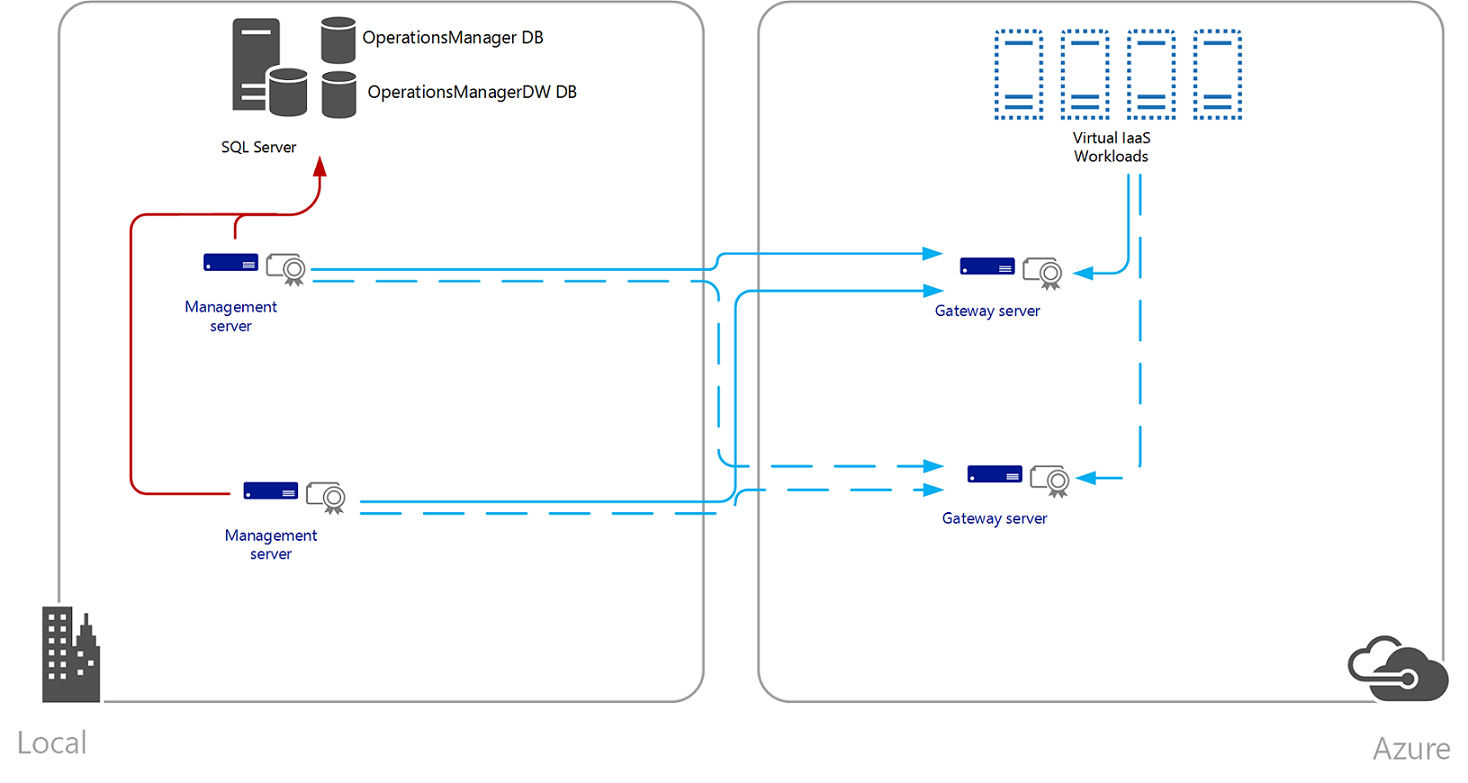 OperationsManager DB
OperationsManagerDW DB
SQL Server
Management
server
Management
server
Local
Virtual IaaS
Workloads
Gateway server
Gateway server
Azure